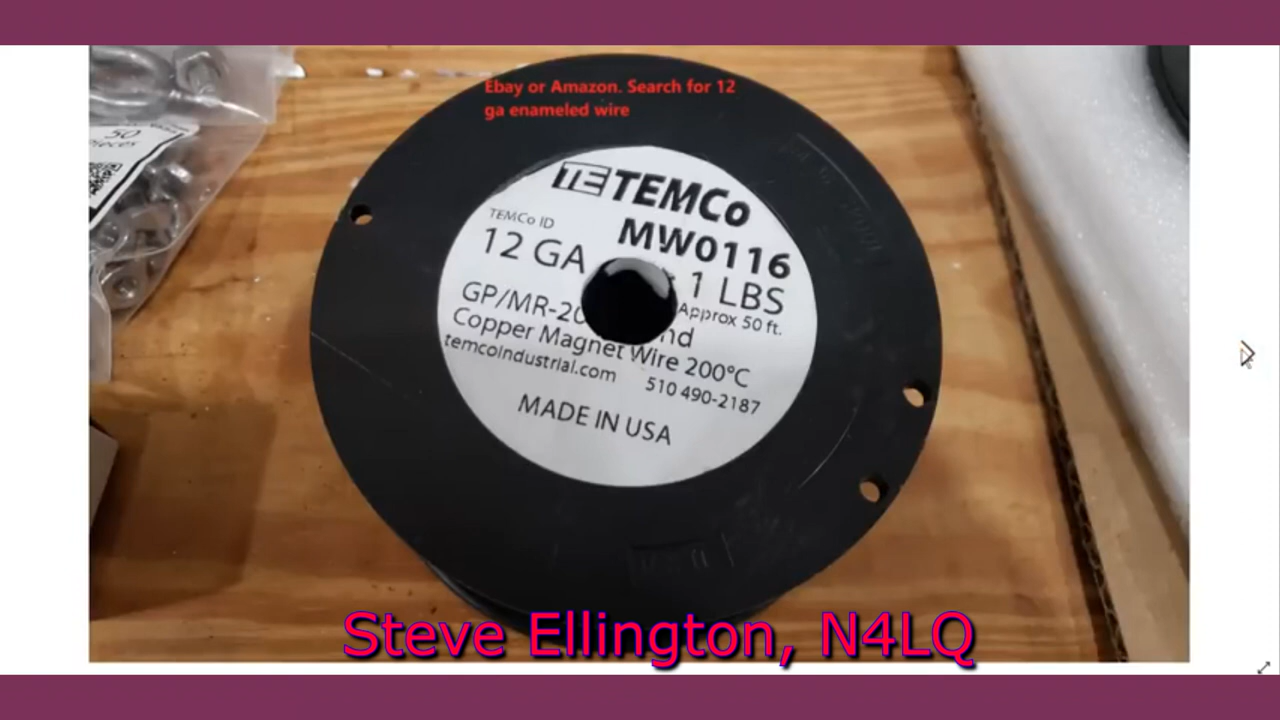 Ebay or Amazon. Search for 12
ga enameled wire
50
TE TEMCo
TEMCo ID
MW0116
12 GA
1 LBS
Approx 50 ft.
GP/MR-20
nd
Copper Magnet Wire 200°C
temcoindustrial.com 510 490-2187
MADE IN USA
Steve Ellington, N4LQ